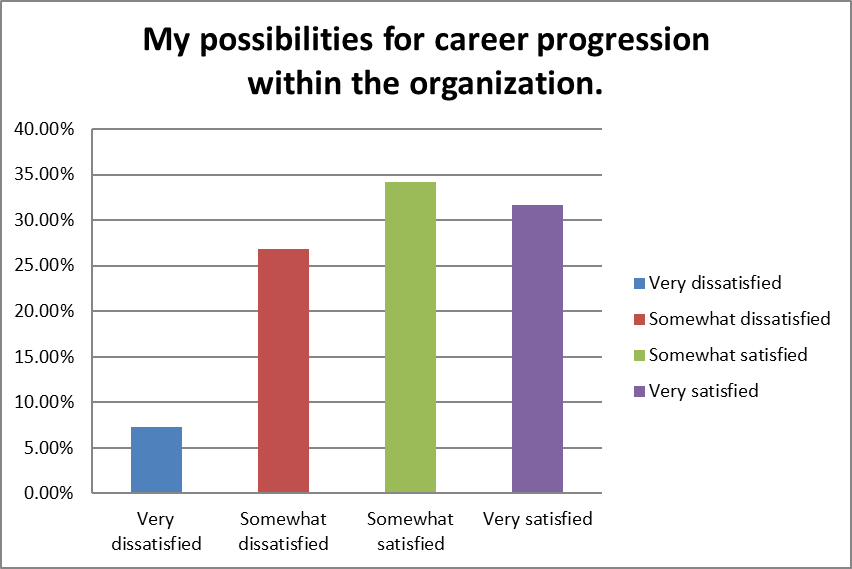 My possibilities for career progression
within the organization.
40.00%
35.00%
30.00%
25.00%
20.00%
15.00%
10.00%
5.00%
0.00%
Very
dissatisfied
Somewhat
dissatisfied
Somewhat
satisfied
Very satisfied
Very dissatisfied
Somewhat dissatisfied
Somewhat satisfied
Very satisfied